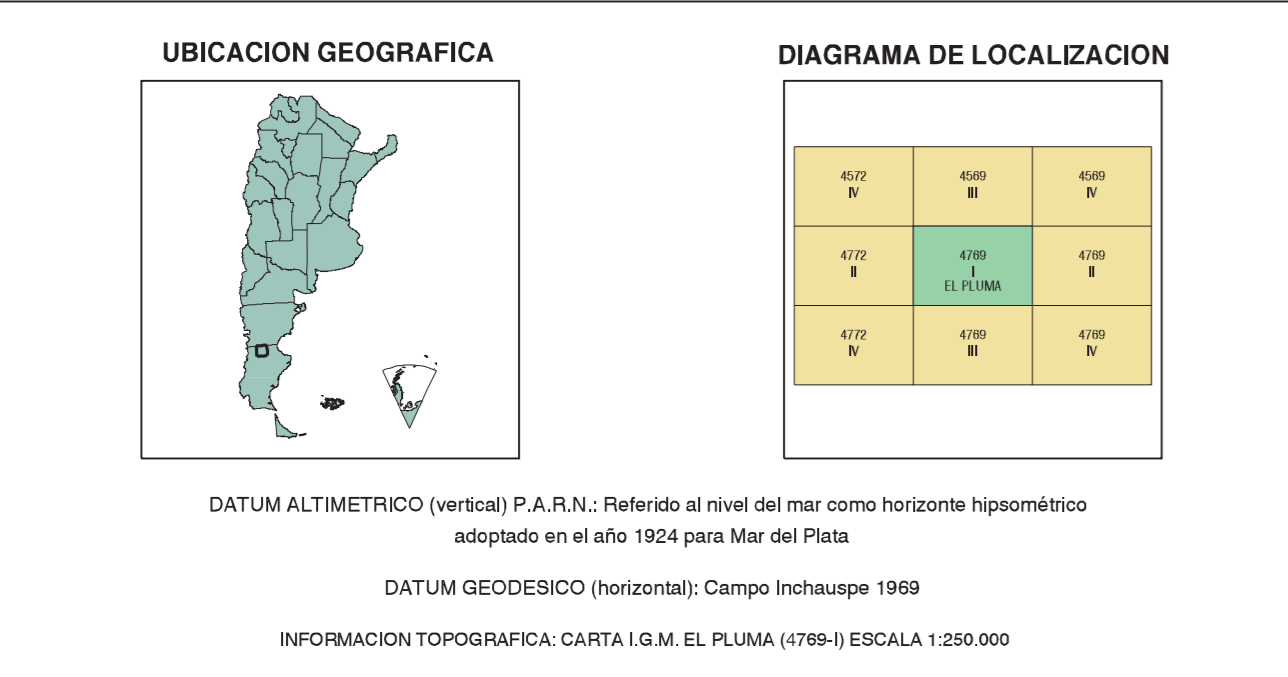 UBICACION GEOGRAFICA
DIAGRAMA DE LOCALIZACION
4572
IV
4569
III
4569
IV
4772
II
4769
I
EL PLUMA
4769
II
4772
IV
4769
III
4769
IV
DATUM ALTIMETRICO (vertical) P.A.R.N.: Referido al nivel del mar como horizonte hipsométrico
adoptado en el año 1924 para Mar del Plata
DATUM GEODESICO (horizontal): Campo Inchauspe 1969
INFORMACION TOPOGRAFICA: CARTA I.G.M. EL PLUMA (4769-I) ESCALA 1:250.000